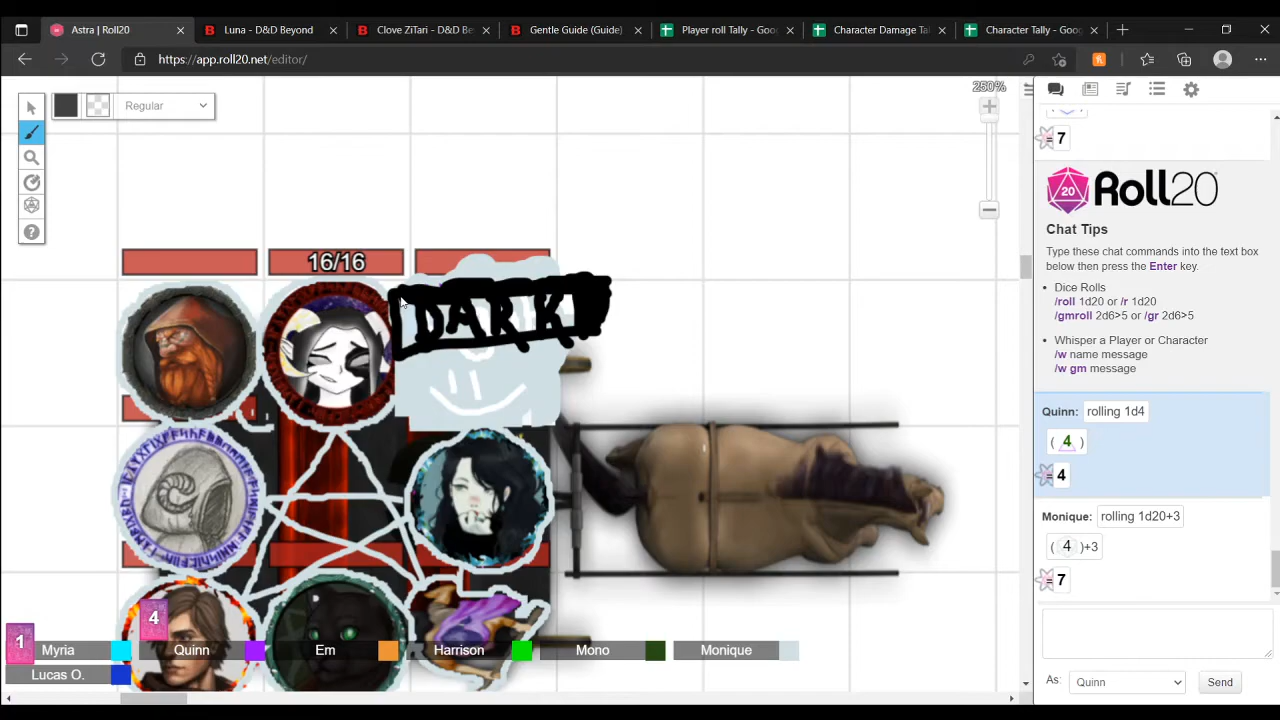 Astra | Roll20
Luna - D&D Beyond
Clove ZiTari - D&D Be
Gentle Guide (Guide)
Player roll Tally - Goo
Character Damage Tal
Character Tally - Goog
https://app.roll20.net/editor/
Regular
250%
7
Roll20
20
Chat Tips
Type these chat commands into the text box
below then press the Enter key
Dice Rolls
/roll 1d20 or /r 1d20
/gmroll 2d6>5 or /gr 2d6>5
Whisper a Player or Character
/w name message
/w gm message
Quinn: rolling 1d4
(4)
=4
Monique: rolling 1d20+3
(4)+3
=7
16/16
DARK
1
4
Myria
Quinn
Em
Harrison
Mono
Monique
Lucas O.
As: Quinn
Send